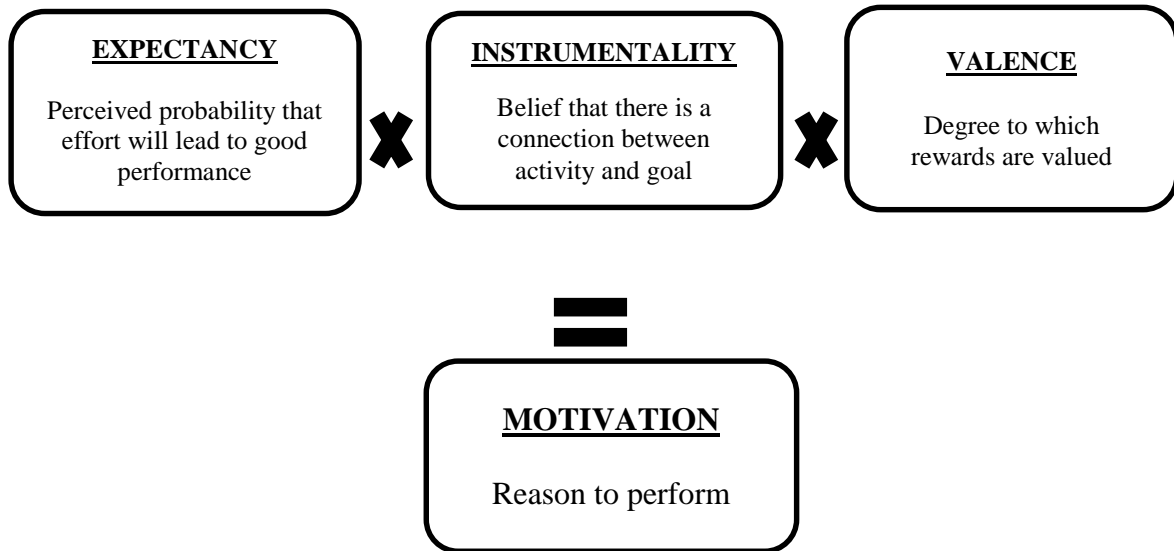 EXPECTANCY
Perceived probability that
effort will lead to good
performance
INSTRUMENTALITY
Belief that there is a
connection between
activity and goal
VALENCE
Degree to which
rewards are valued
MOTIVATION
Reason to perform